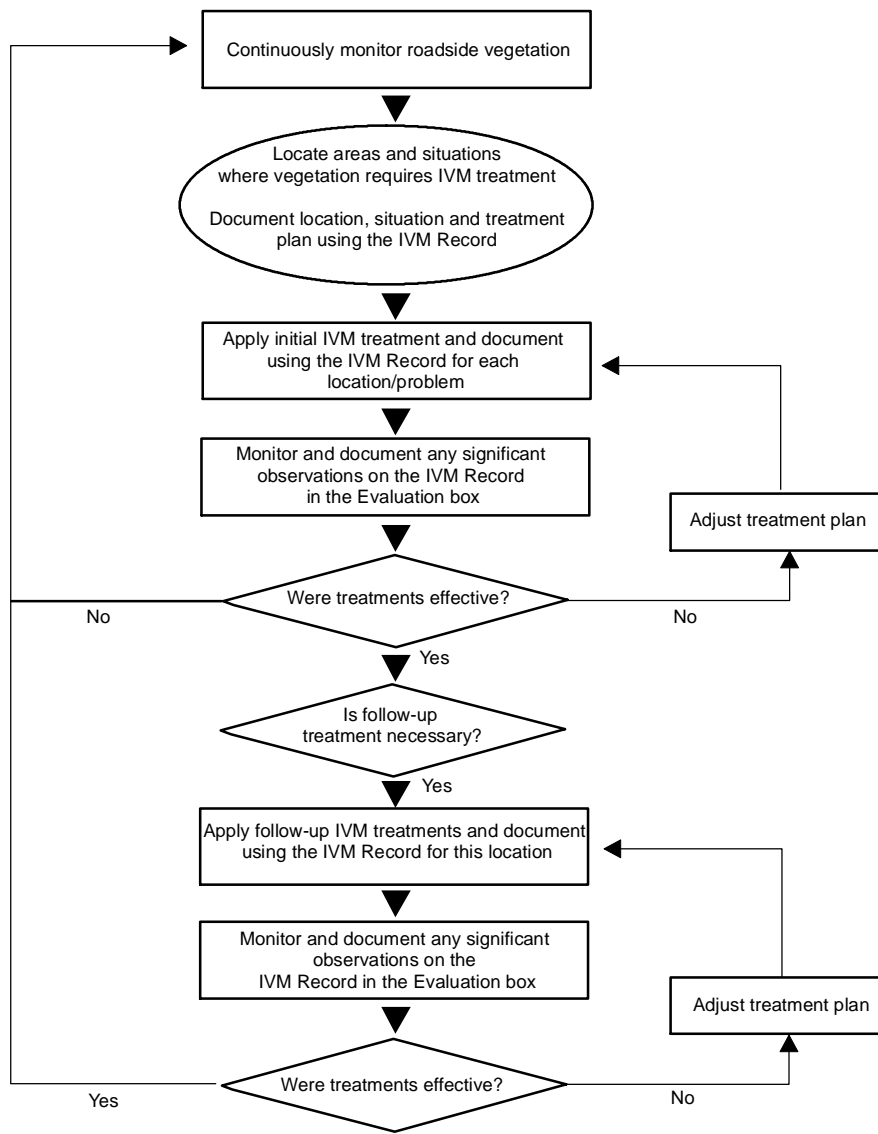 Continuously monitor roadside vegetation
Locate areas and situations
where vegetation requires IVM treatment
Document location, situation and treatment
plan using the IVM Record
Apply initial IVM treatment and document
using the IVM Record for each
location/problem
Monitor and document any significant
observations on the IVM Record
in the Evaluation box
Adjust treatment plan
Were treatments effective?
No
No
Yes
Is follow-up
treatment necessary?
Yes
Apply follow-up IVM treatments and document
using the IVM Record for this location
Monitor and document any significant
observations on the
IVM Record in the Evaluation box
Adjust treatment plan
Were treatments effective?
Yes
No